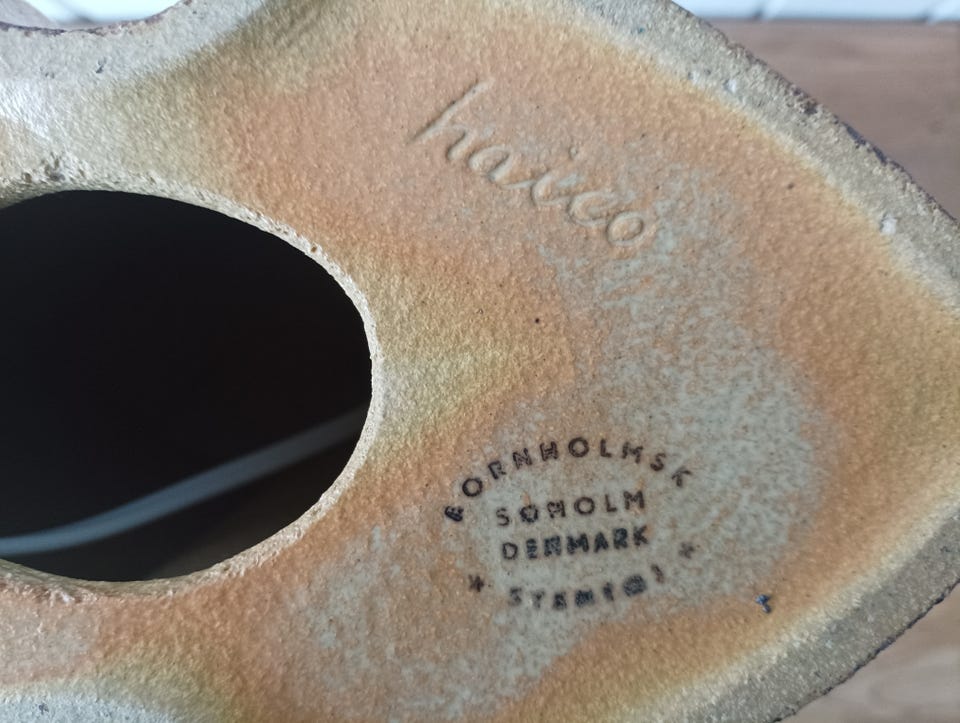 haico
BORNHOLMSK
SØHOLM
DENMARK
* STENTØJ *